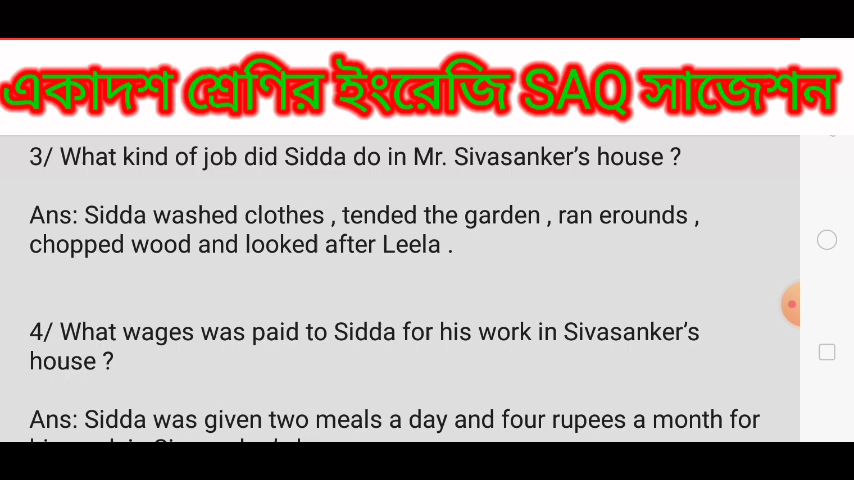 একাদশ শ্রেণির ইংরেজি SAQ সাজেশন
3/ What kind of job did Sidda do in Mr. Sivasanker's house ?
Ans: Sidda washed clothes , tended the garden , ran erounds ,
chopped wood and looked after Leela .
4/ What wages was paid to Sidda for his work in Sivasanker's
house ?
Ans: Sidda was given two meals a day and four rupees a month for